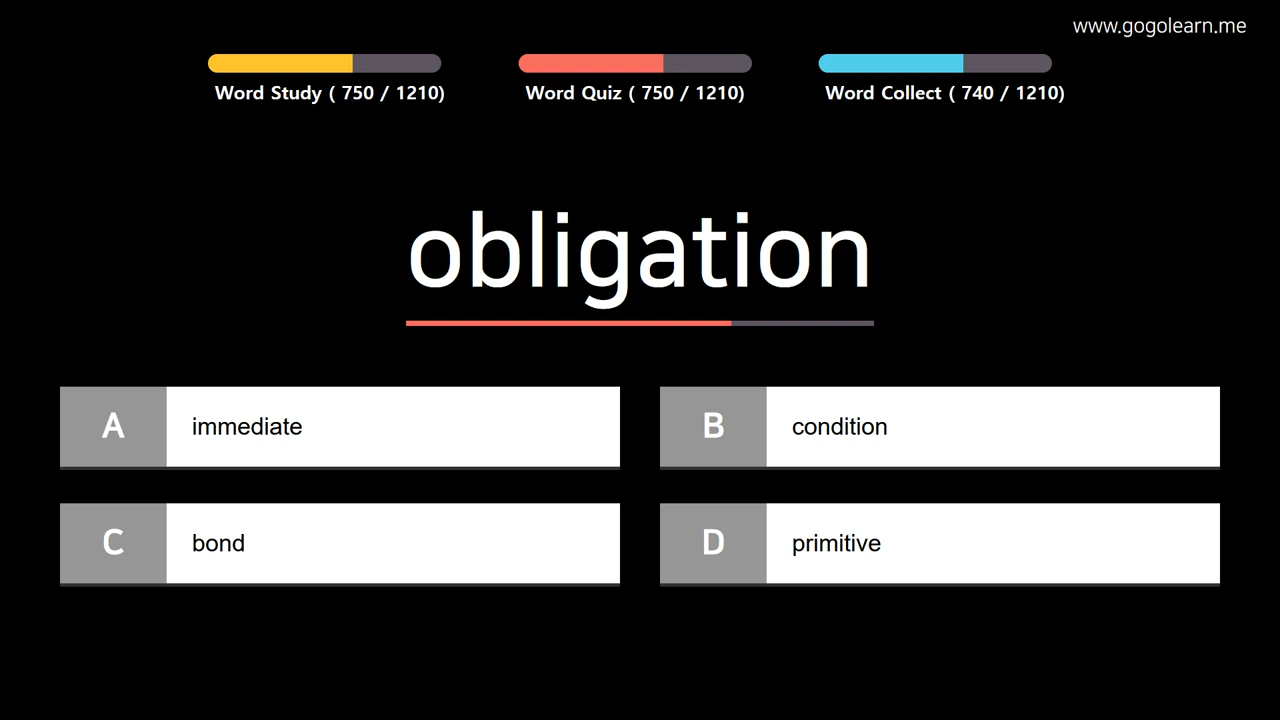 www.gogolearn.me
Word Study ( 750 / 1210)
Word Quiz ( 750 / 1210)
Word Collect ( 740 / 1210)
obligation
A immediate
B condition
C bond
D primitive